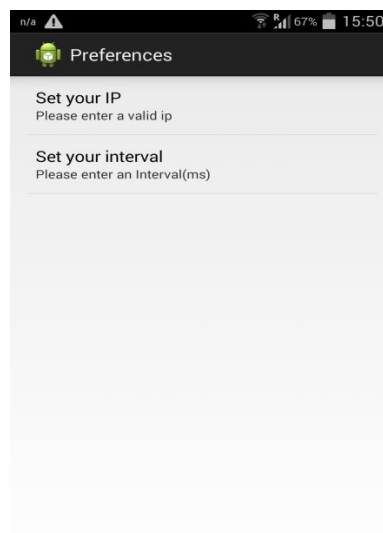 n/a R 67% 15:50
Preferences
Set your IP
Please enter a valid ip
Set your interval
Please enter an Interval(ms)